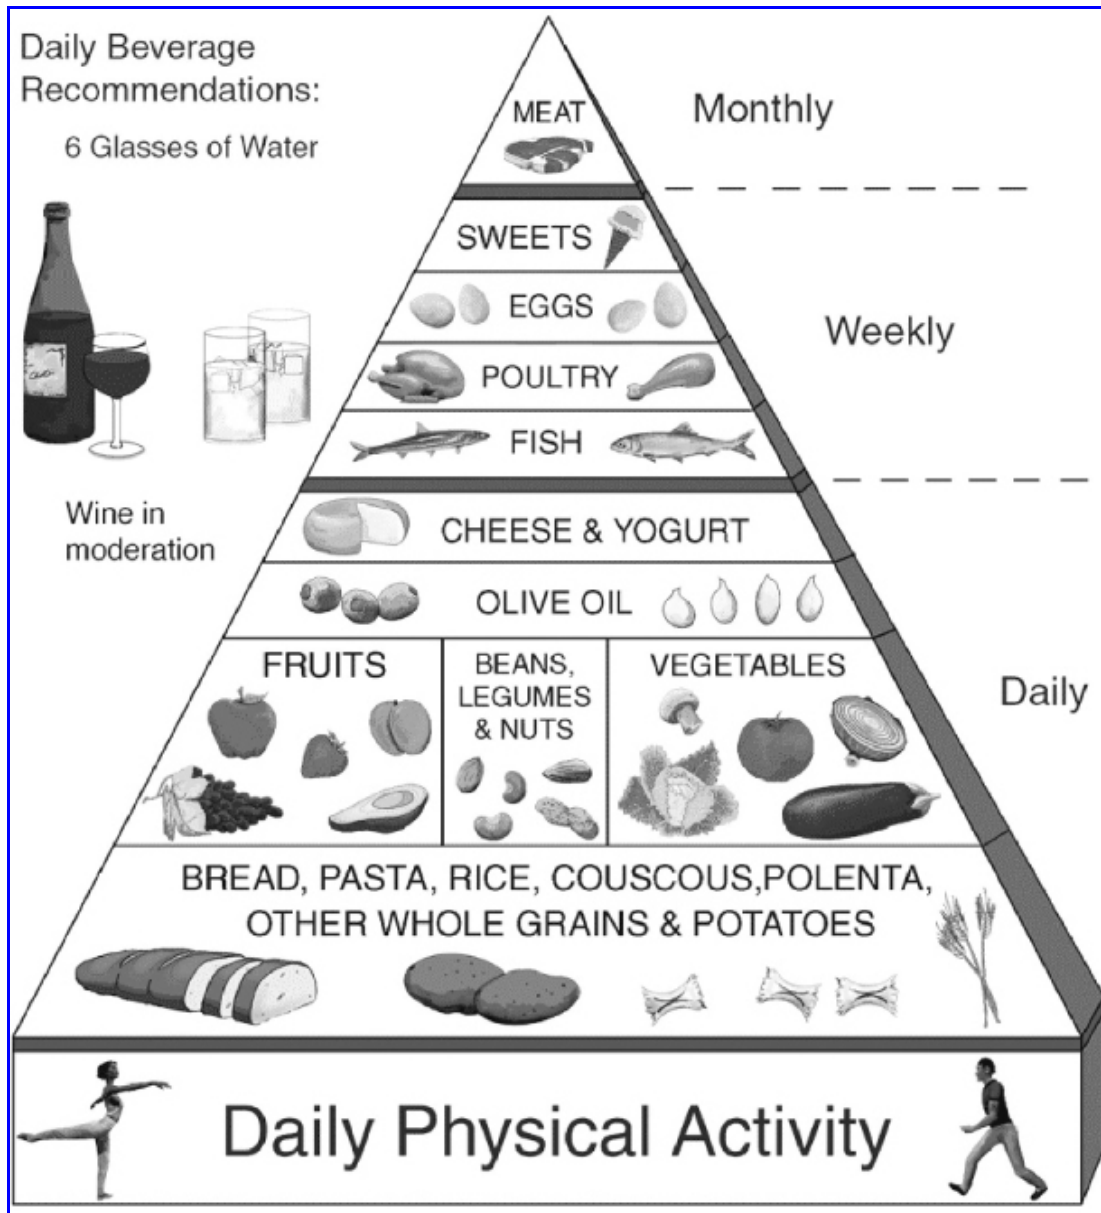 Daily Beverage
Recommendations:
6 Glasses of Water
Wine in
moderation
MEAT
Monthly
SWEETS
EGGS
Weekly
POULTRY
FISH
CHEESE & YOGURT
OLIVE OIL
Daily
FRUITS
BEANS,
LEGUMES
& NUTS
VEGETABLES
BREAD, PASTA, RICE, COUSCOUS,POLENTA,
OTHER WHOLE GRAINS & POTATOES
Daily Physical Activity